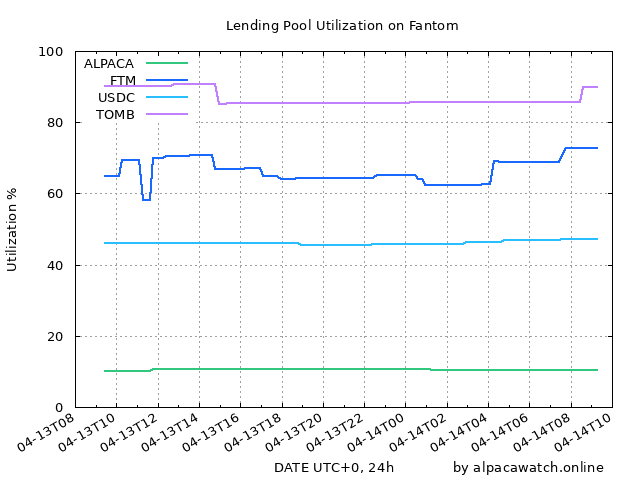 Lending Pool Utilization on Fantom
100
80
60
40
20
0
Utilization %
ALPACA
FTM
USDC
TOMB
04-13T08
04-13T10
04-13T12
04-13T14
04-13T16
04-13T18
04-13T20
04-13T22
04-14T00
04-14T02
04-14T04
04-14T06
04-14T08
04-14T10
DATE UTC+0, 24h
by alpacawatch.online